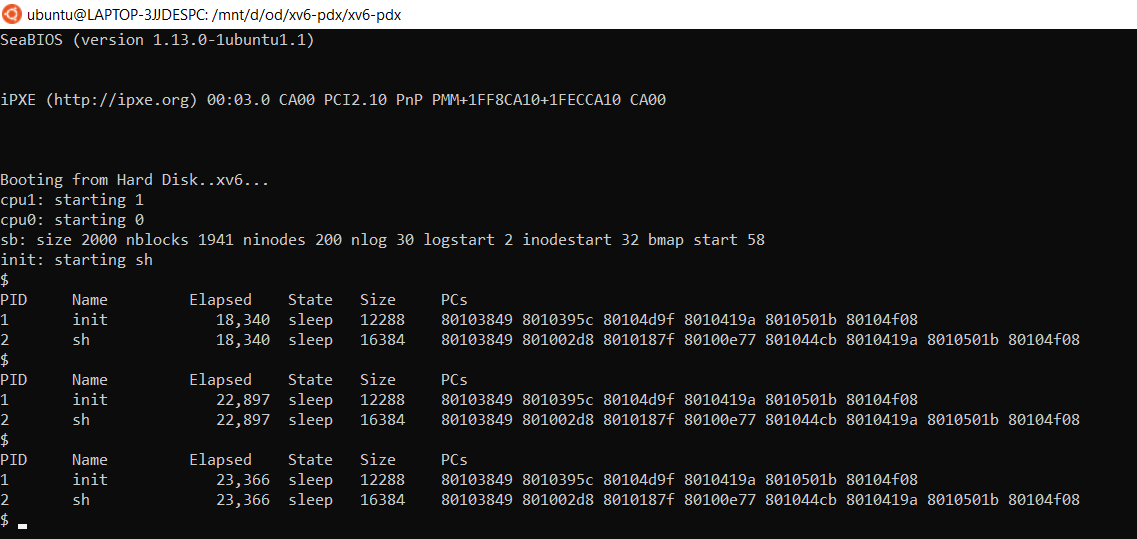 ubuntu@LAPTOP-3JJDESPC: /mnt/d/od/xv6-pdx/xv6-pdx
SeaBIOS (version 1.13.0-1ubuntu1.1)
iPXE (http://ipxe.org) 00:03.0 CA00 PCI2.10 PnP PMM+1FF8CA10+1FECCA10 CA00
Booting from Hard Disk..xv6...
cpu1: starting 1
cpu0: starting 0
sb: size 2000 nblocks 1941 ninodes 200 nlog 30 logstart 2 inodestart 32 bmap start 58
init: starting sh
$
PID Name Elapsed State Size PCs
1 init 18,340 sleep 12288 80103849 8010395c 80104d9f 8010419a 8010501b 80104f08
2 sh 18,340 sleep 16384 80103849 801002d8 8010187f 80100e77 801044cb 8010419a 8010501b 80104f08
$
PID Name Elapsed State Size PCs
1 init 22,897 sleep 12288 80103849 8010395c 80104d9f 8010419a 8010501b 80104f08
2 sh 22,897 sleep 16384 80103849 801002d8 8010187f 80100e77 801044cb 8010419a 8010501b 80104f08
$
PID Name Elapsed State Size PCs
1 init 23,366 sleep 12288 80103849 8010395c 80104d9f 8010419a 8010501b 80104f08
2 sh 23,366 sleep 16384 80103849 801002d8 8010187f 80100e77 801044cb 8010419a 8010501b 80104f08
$